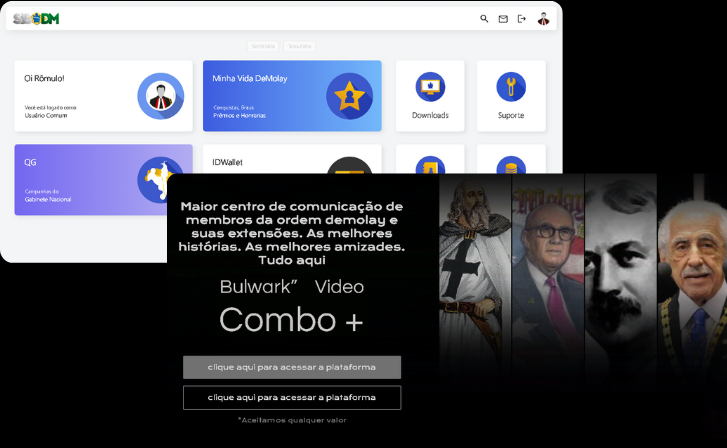 SISDM
Oi Rômulo!
Você está logado como
Usuário Comum
Minha Vida DeMolay
Conquistas, Graus
Prêmios e Honrarias
Downloads
Suporte
QG
Campanhas do
Gabinete Nacional
IDWallet
Maior centro de comunicação de
membros da ordem demolay e
suas extensões. As melhores
histórias. As melhores amizades.
Tudo aqui
Bulwark” Video
Combo +
clique aqui para acessar a plataforma
clique aqui para acessar a plataforma
*Aceitamos qualquer valor
Molay